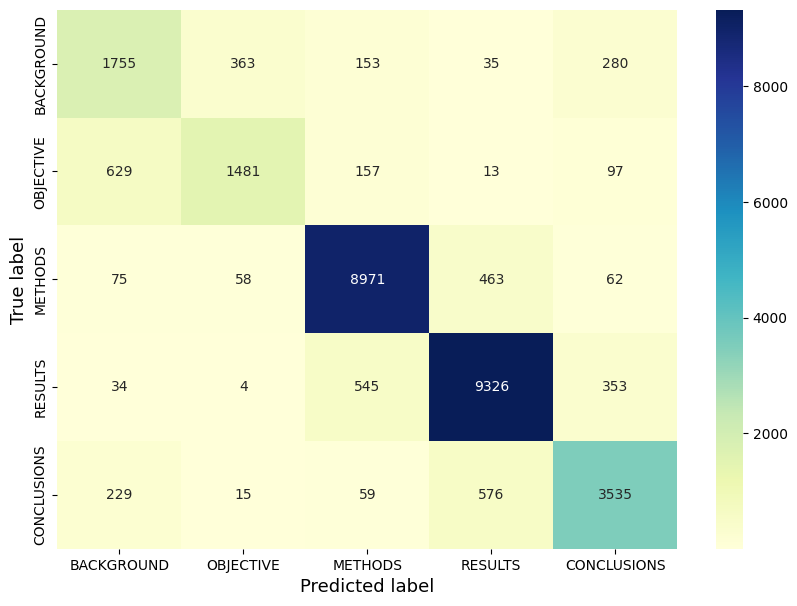 BACKGROUND 1755 363 153 35 280
OBJECTIVE 629 1481 157 13 97
METHODS 75 58 8971 463 62
RESULTS 34 4 545 9326 353
CONCLUSIONS 229 15 59 576 3535
BACKGROUND OBJECTIVE METHODS RESULTS CONCLUSIONS
Predicted label
True label
8000
6000
4000
2000